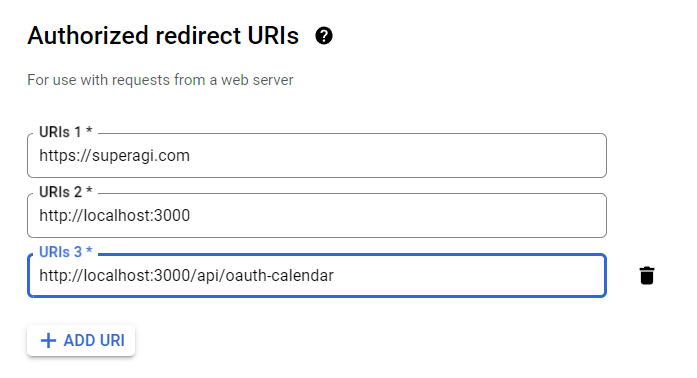 Authorized redirect URIs ?
For use with requests from a web server
URIs 1 *
https://superagi.com
URIs 2 *
http://localhost:3000
URIs 3 *
http://localhost:3000/api/oauth-calendar
+ ADD URI